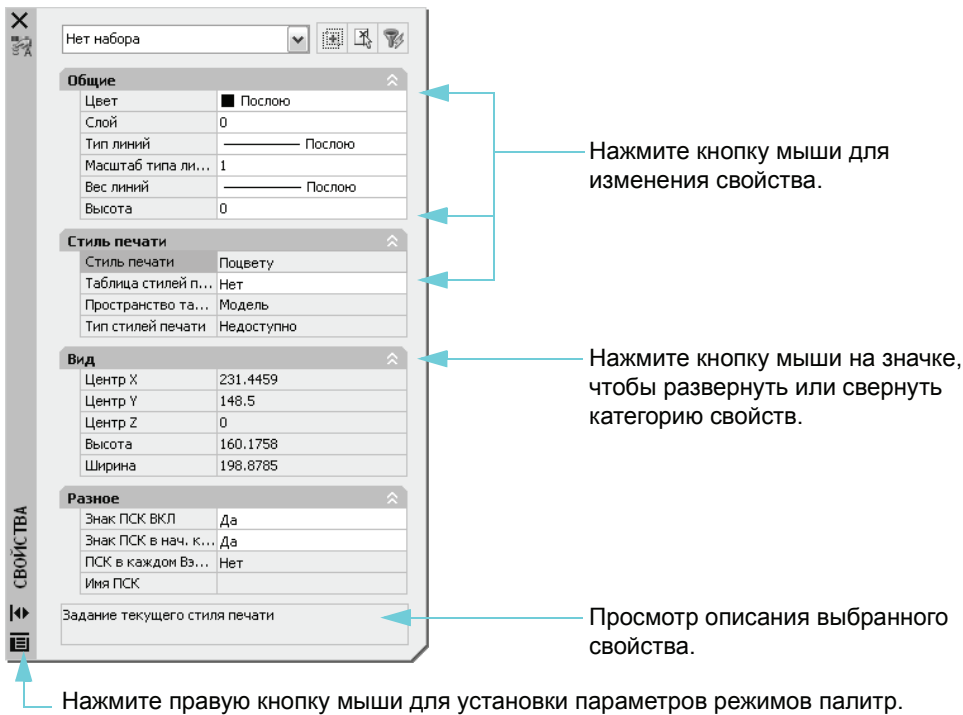 Нет набора
Общие
Цвет Послою
Слой 0
Тип линий Послою
Масштаб типа ли... 1
Вес линий Послою
Высота 0
Нажмите кнопку мыши для
изменения свойства.
Стиль печати
Стиль печати Поцвету
Таблица стилей п... Нет
Пространство та... Модель
Тип стилей печати Недоступно
Вид
Центр X 231.4459
Центр Y 148.5
Центр Z 0
Высота 160.1758
Ширина 198.8785
Нажмите кнопку мыши на значке,
чтобы развернуть или свернуть
категорию свойств.
Разное
Знак ПСК ВКЛ Да
Знак ПСК в нач. к... Да
ПСК в каждом Вэ... Нет
Имя ПСК
СВОЙСТВА
Задание текущего стиля печати
Просмотр описания выбранного
свойства.
Нажмите правую кнопку мыши для установки параметров режимов палитр.